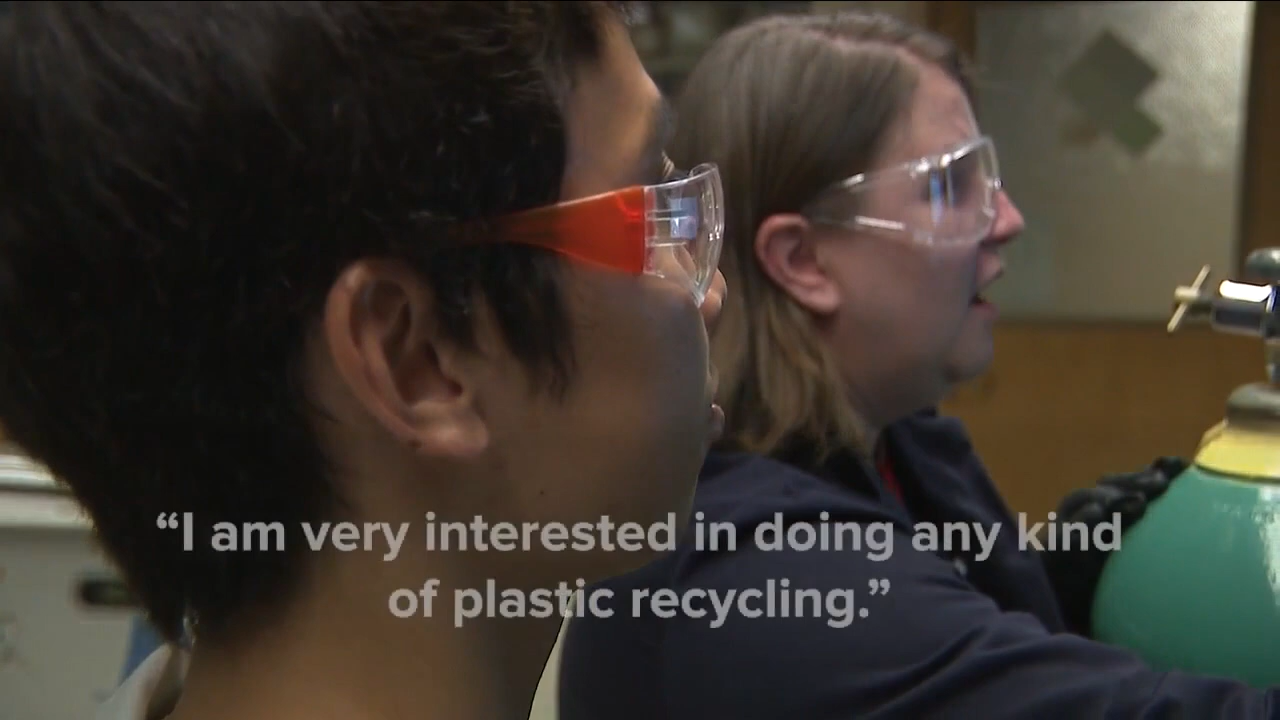 “I am very interested in doing any kind
of plastic recycling.”